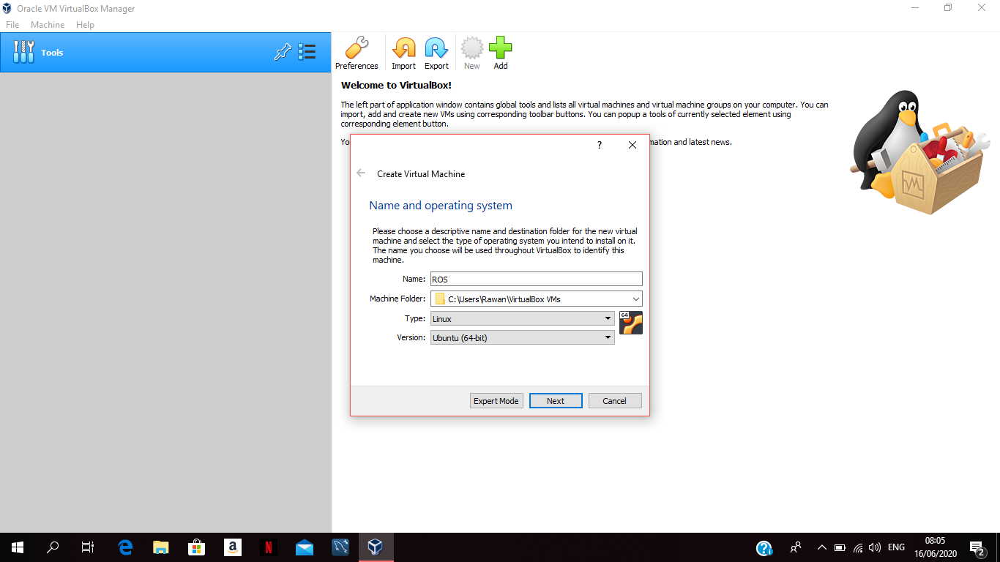 Oracle VM VirtualBox Manager
File Machine Help
Tools
Preferences Import Export New Add
Welcome to VirtualBox!
The left part of application window contains global tools and lists all virtual machines and virtual machine groups on your computer. You can
import, add and create new VMs using corresponding toolbar buttons. You can popup a tools of currently selected element using
corresponding element button.
Yo
mation and latest news.
?
Create Virtual Machine
Name and operating system
Please choose a descriptive name and destination folder for the new virtual
machine and select the type of operating system you intend to install on it.
The name you choose will be used throughout VirtualBox to identify this
machine.
Name: ROS
Machine Folder: C:\Users\Rawan\VirtualBox VMs
Type: Linux
64
Version: Ubuntu (64-bit)
Expert Mode Next Cancel
a N ? ENG 08:05
16/06/2020 2